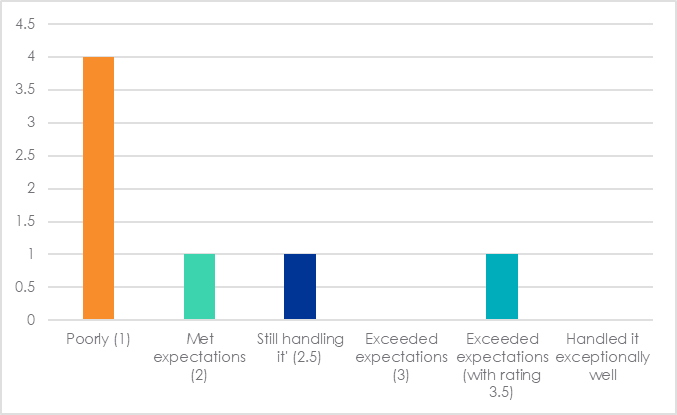 4.5
4
3.5
3
2.5
2
1.5
1
0.5
0
Poorly (1)
Met
expectations
(2)
Still handling
it' (2.5)
Exceeded
expectations
(3)
Exceeded
expectations
(with rating
3.5)
Handled it
exceptionally
well